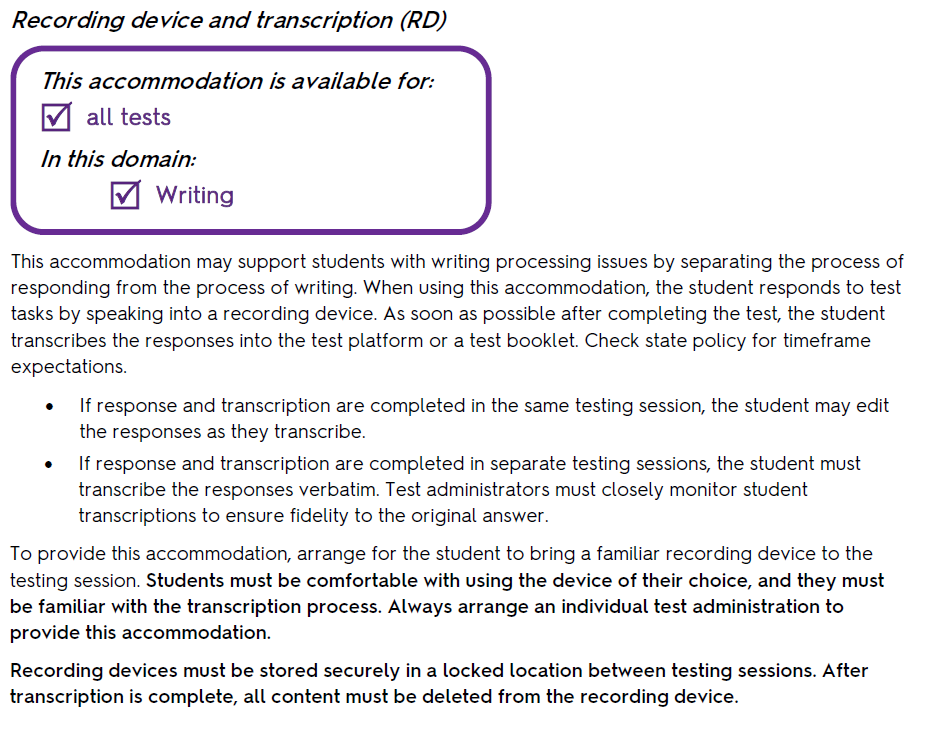 Recording device and transcription (RD)
This accommodation is available for:
all tests
In this domain:
Writing
This accommodation may support students with writing processing issues by separating the process of
responding from the process of writing. When using this accommodation, the student responds to test
tasks by speaking into a recording device. As soon as possible after completing the test, the student
transcribes the responses into the test platform or a test booklet. Check state policy for timeframe
expectations.
• If response and transcription are completed in the same testing session, the student may edit
the responses as they transcribe.
• If response and transcription are completed in separate testing sessions, the student must
transcribe the responses verbatim. Test administrators must closely monitor student
transcriptions to ensure fidelity to the original answer.
To provide this accommodation, arrange for the student to bring a familiar recording device to the
testing session. Students must be comfortable with using the device of their choice, and they must
be familiar with the transcription process. Always arrange an individual test administration to
provide this accommodation.
Recording devices must be stored securely in a locked location between testing sessions. After
transcription is complete, all content must be deleted from the recording device.